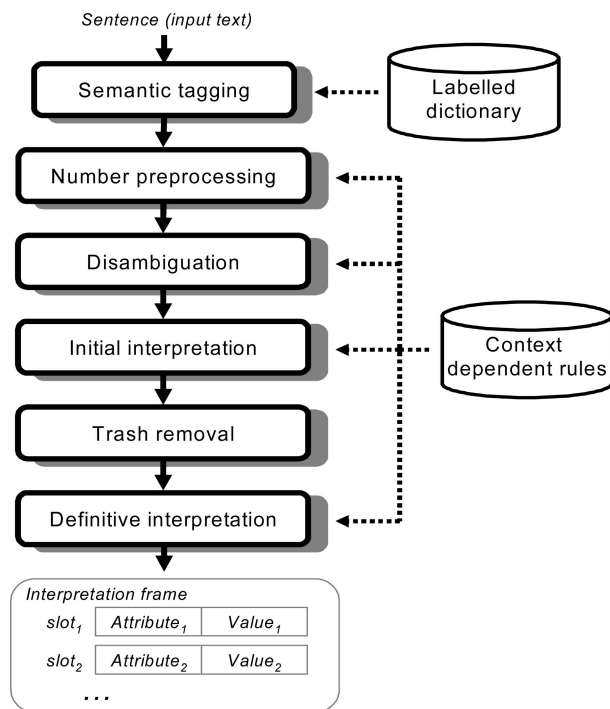 Sentence (input text)
Semantic tagging
Labelled
dictionary
Number preprocessing
Disambiguation
Initial interpretation
Context
dependent rules
Trash removal
Definitive interpretation
Interpretation frame
slot₁ Attribute₁ Value₁
slot₂ Attribute₂ Value₂
...